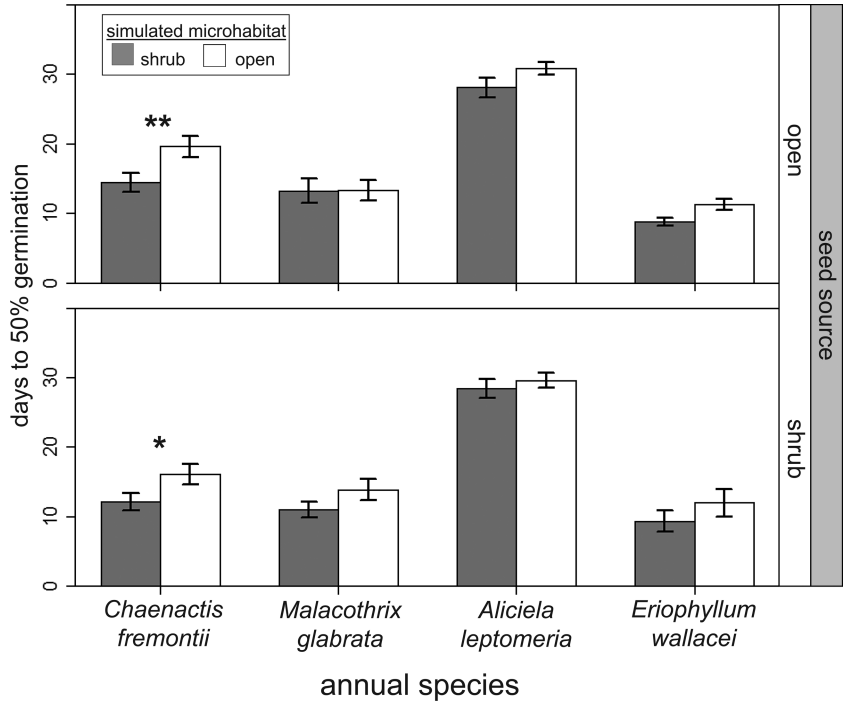 simulated microhabitat
shrub open
days to 50% germination
30
20
10
0
**
open
30
20
10
0
*
shrub
seed source
Chaenactis fremontii
Malacothrix glabrata
Aliciela leptomeria
Eriophyllum wallacei
annual species